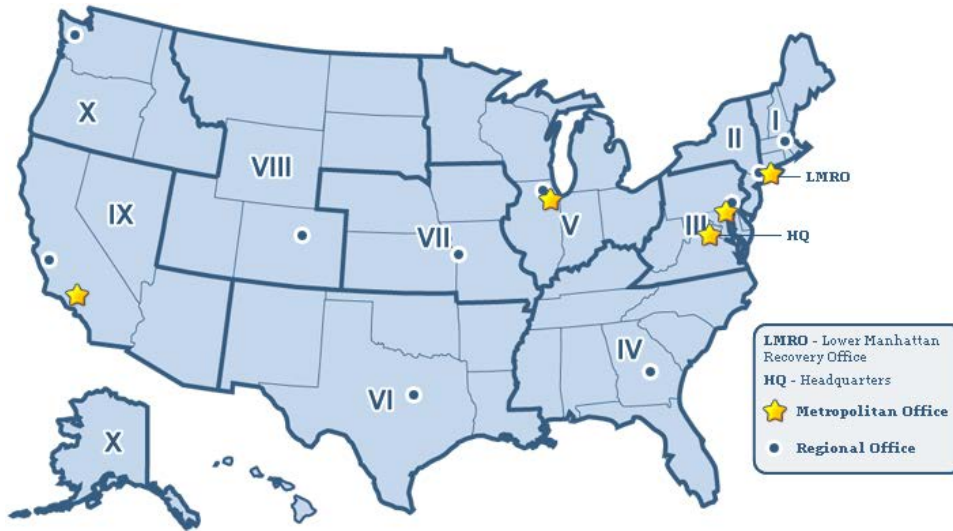 X
VIII
IX
VII
V
II
I
III
LMRO
HQ
IV
VI
X
LMRO - Lower Manhattan
Recovery Office
HQ - Headquarters
Metropolitan Office
Regional Office